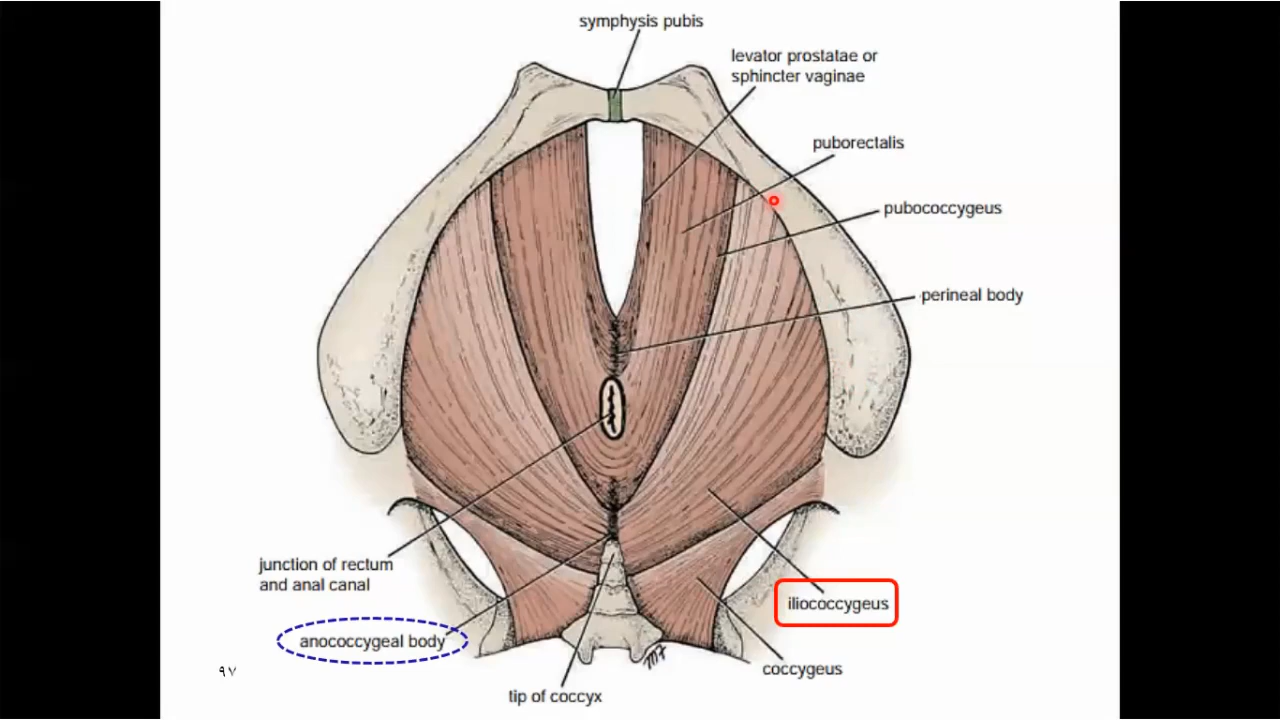 symphysis pubis
levator prostatae or
sphincter vaginae
puborectalis
pubococcygeus
perineal body
junction of rectum
and anal canal
iliococcygeus
anococcygeal body
coccygeus
tip of coccyx
۹۷